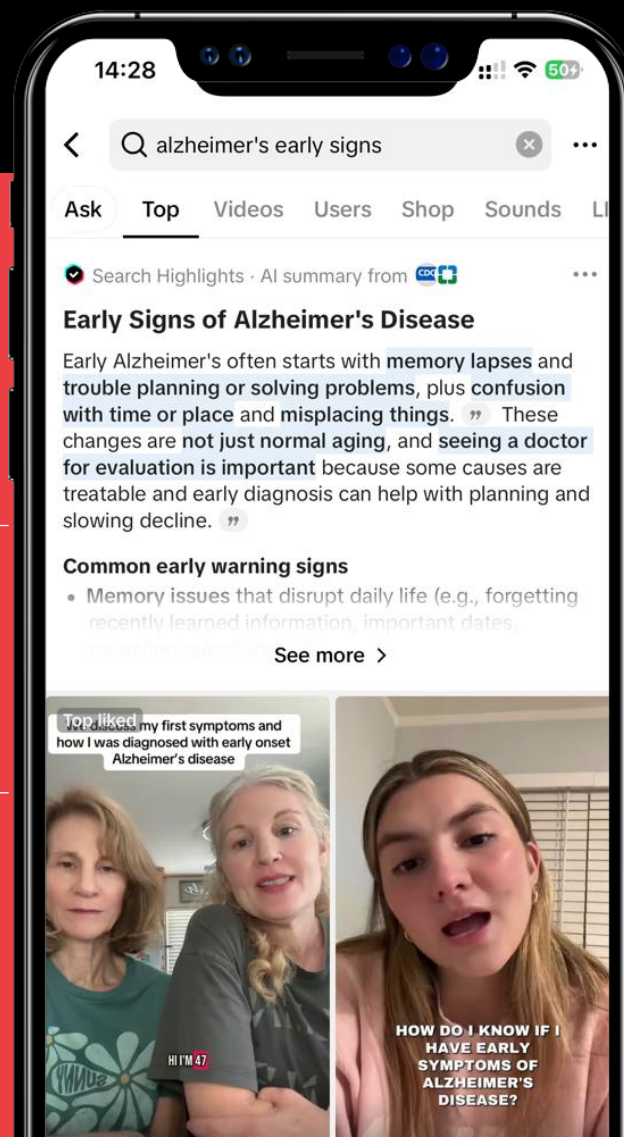 14:28
50
alzheimer's early signs
Ask Top Videos Users Shop Sounds LI
Search Highlights · AI summary from CDC
Early Signs of Alzheimer's Disease
Early Alzheimer's often starts with memory lapses and
trouble planning or solving problems, plus confusion
with time or place and misplacing things. ” These
changes are not just normal aging, and seeing a doctor
for evaluation is important because some causes are
treatable and early diagnosis can help with planning and
slowing decline. ”
Common early warning signs
• Memory issues that disrupt daily life (e.g., forgetting
recently learned information, important dates,
See more >
Top liked
We discuss my first symptoms and
how I was diagnosed with early onset
Alzheimer's disease
SUNNY
HI I'M 47
HOW DO I KNOW IF I
HAVE EARLY
SYMPTOMS OF
ALZHEIMER'S
DISEASE?